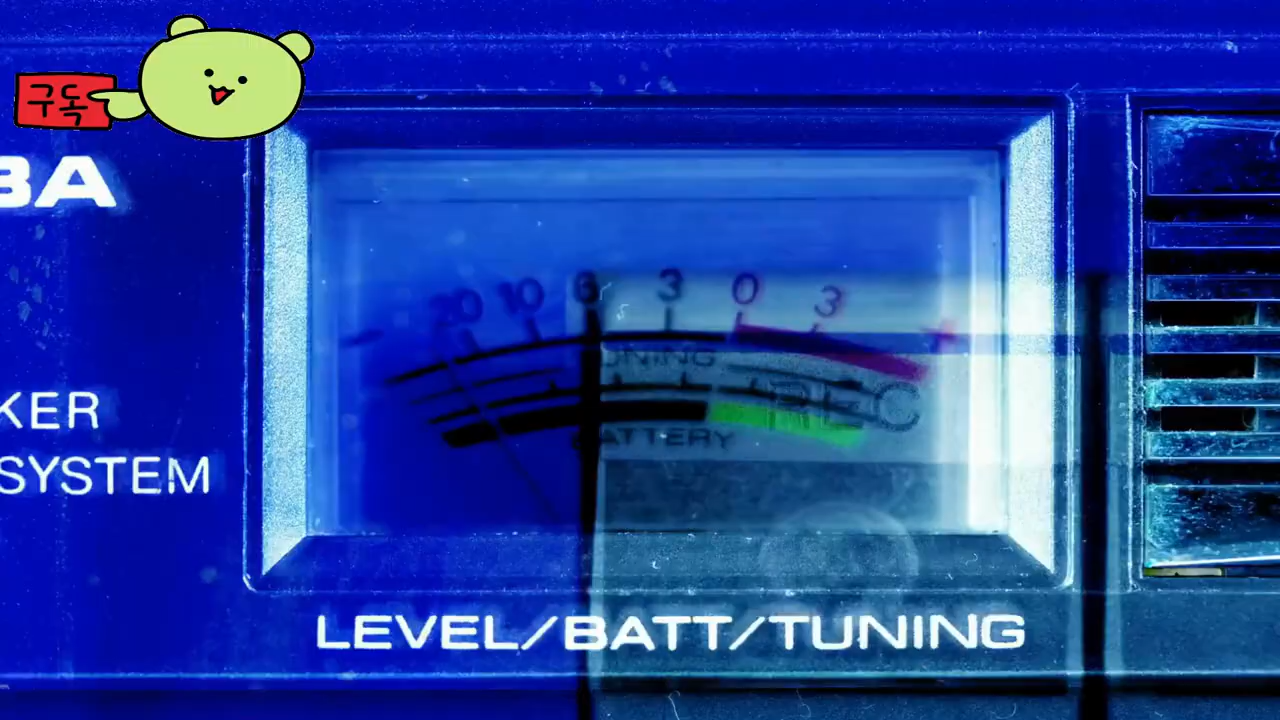 구독
BA
20 10 6 3 0 3 +
TUNING
REC
BATTERY
KER
SYSTEM
LEVEL/BATT/TUNING